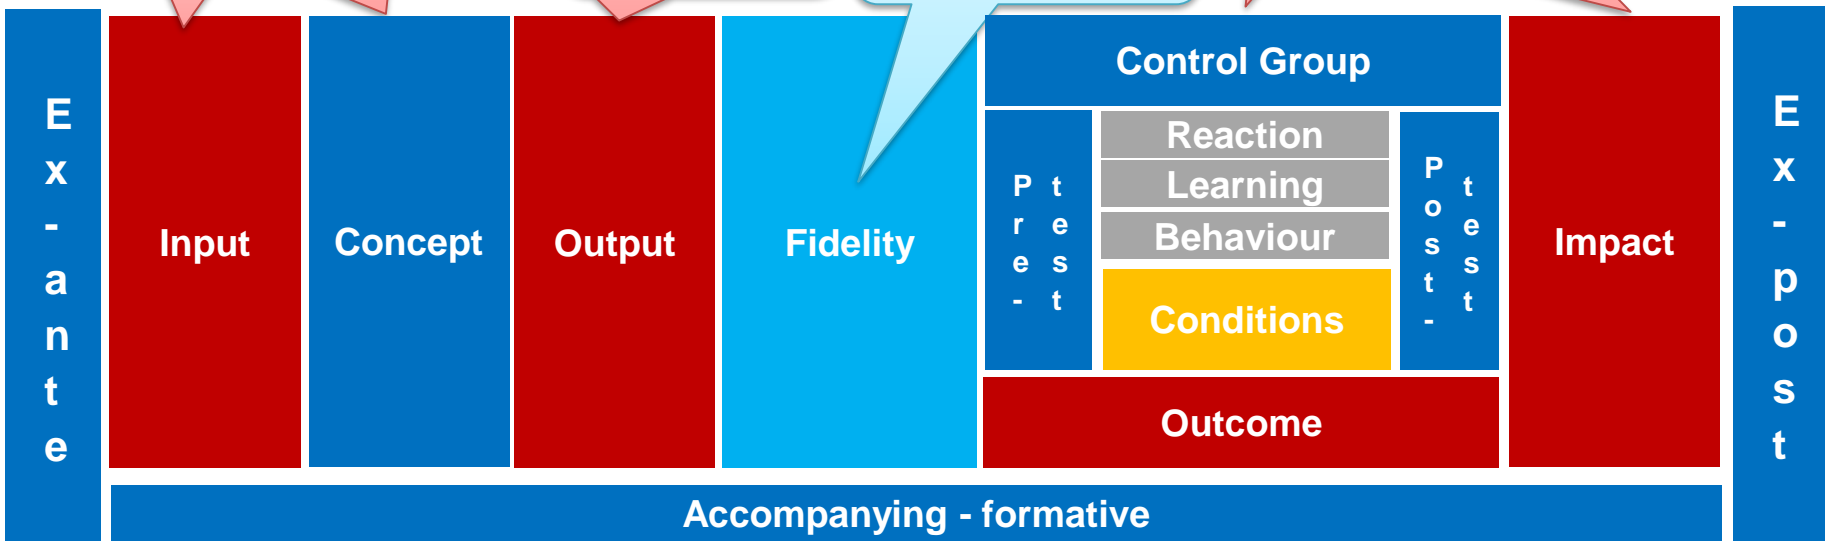 Ex-ante
Input
Concept
Output
Fidelity
Control Group
Pre-test
Reaction
Learning
Behaviour
Conditions
Post-test
Outcome
Impact
Ex-post
Accompanying - formative